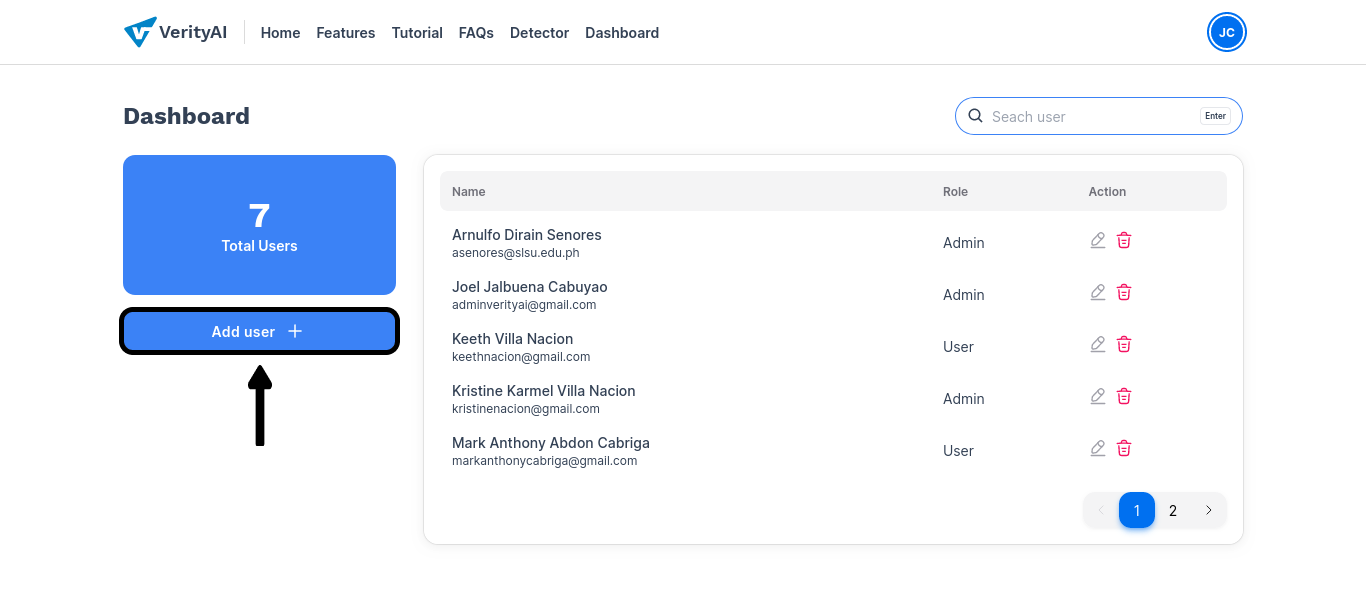 VerityAI
Home Features Tutorial FAQs Detector Dashboard
JC
Dashboard
Seach user
Enter
7
Total Users
Add user
Name Role Action
Arnulfo Dirain Senores
asenores@slsu.edu.ph
Admin
Joel Jalbuena Cabuyao
adminverityai@gmail.com
Admin
Keeth Villa Nacion
keethnacion@gmail.com
User
Kristine Karmel Villa Nacion
kristinenacion@gmail.com
Admin
Mark Anthony Abdon Cabriga
markanthonycabriga@gmail.com
User
1 2